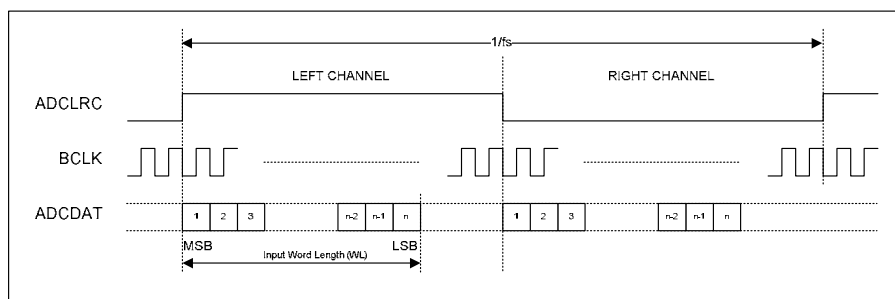 1/fs
LEFT CHANNEL RIGHT CHANNEL
ADCLRC
BCLK
ADCDAT
1 2 3 n-2 n-1 n 1 2 3 n-2 n-1 n
MSB LSB
Input Word Length (WL)